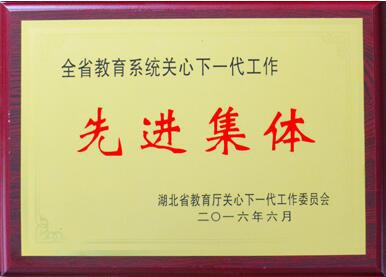 全省教育系统关心下一代工作
先进集体
湖北省教育厅关心下一代工作委员会
二〇一六年六月